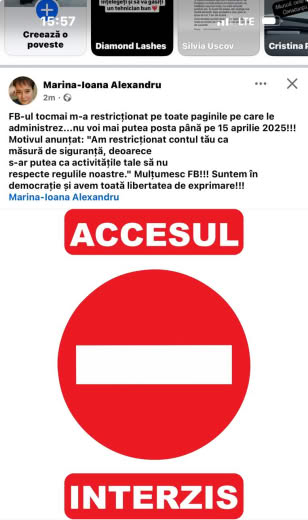 înțelegeți și să vă găsiți
un tehnician bun ❤️
15:57
LTE
Creează o
poveste
Diamond Lashes
Silvia Uscov
Cristina P
Marina-Ioana Alexandru
2m ·
FB-ul tocmai m-a restricționat pe toate paginile pe care le
administrez...nu voi mai putea posta până pe 15 aprilie 2025!!!
Motivul anunțat: "Am restricționat contul tău ca
măsură de siguranță, deoarece
s-ar putea ca activitățile tale să nu
respecte regulile noastre." Mulțumesc FB!!! Suntem în
democrație și avem toată libertatea de exprimare!!!
Marina-Ioana Alexandru
ACCESUL
INTERZIS